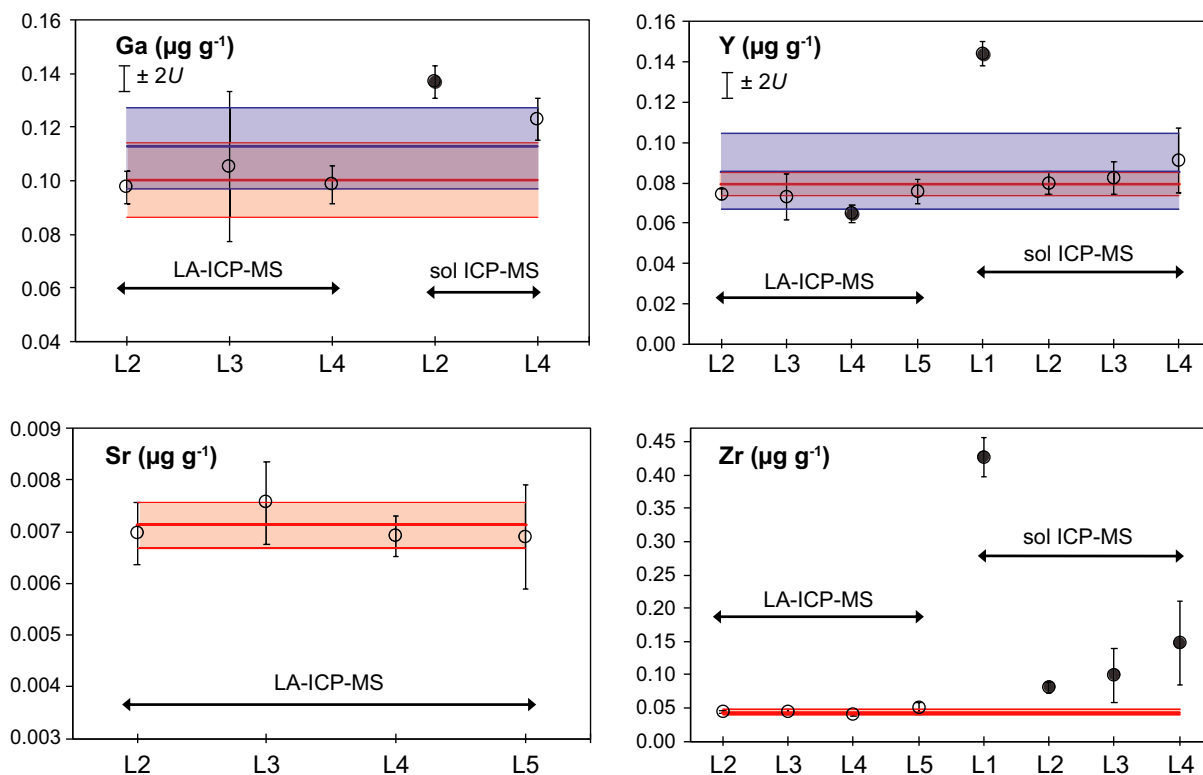 Ga (µg g-1)
± 2U
0.16
0.14
0.12
0.10
0.08
0.06
0.04
LA-ICP-MS
sol ICP-MS
L2 L3 L4 L2 L4
Y (µg g-1)
± 2U
0.16
0.14
0.12
0.10
0.08
0.06
0.04
0.02
0.00
sol ICP-MS
LA-ICP-MS
L2 L3 L4 L5 L1 L2 L3 L4
Sr (µg g-1)
0.009
0.008
0.007
0.006
0.005
0.004
0.003
LA-ICP-MS
L2 L3 L4 L5
Zr (µg g-1)
0.45
0.40
0.35
0.30
0.25
0.20
0.15
0.10
0.05
0.00
sol ICP-MS
LA-ICP-MS
L2 L3 L4 L5 L1 L2 L3 L4